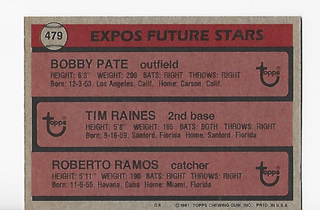 479
EXPOS FUTURE STARS
BOBBY PATE outfield
HEIGHT: 6'3" WEIGHT: 200 BATS: RIGHT THROWS: RIGHT
Born: 12-3-53, Los Angeles, Calif. Home: Carson, Calif.
Topps
TIM RAINES 2nd base
HEIGHT: 5'8" WEIGHT: 165 BATS: BOTH THROWS: RIGHT
Born: 9-16-59, Sanford, Florida Home: Sanford, Florida
Topps
ROBERTO RAMOS catcher
HEIGHT: 5'11" WEIGHT: 190 BATS: RIGHT THROWS: RIGHT
Born: 11-5-55, Havana, Cuba Home: Miami, Florida
Topps
©1981 TOPPS CHEWING GUM, INC. PRTD. IN U.S.A.